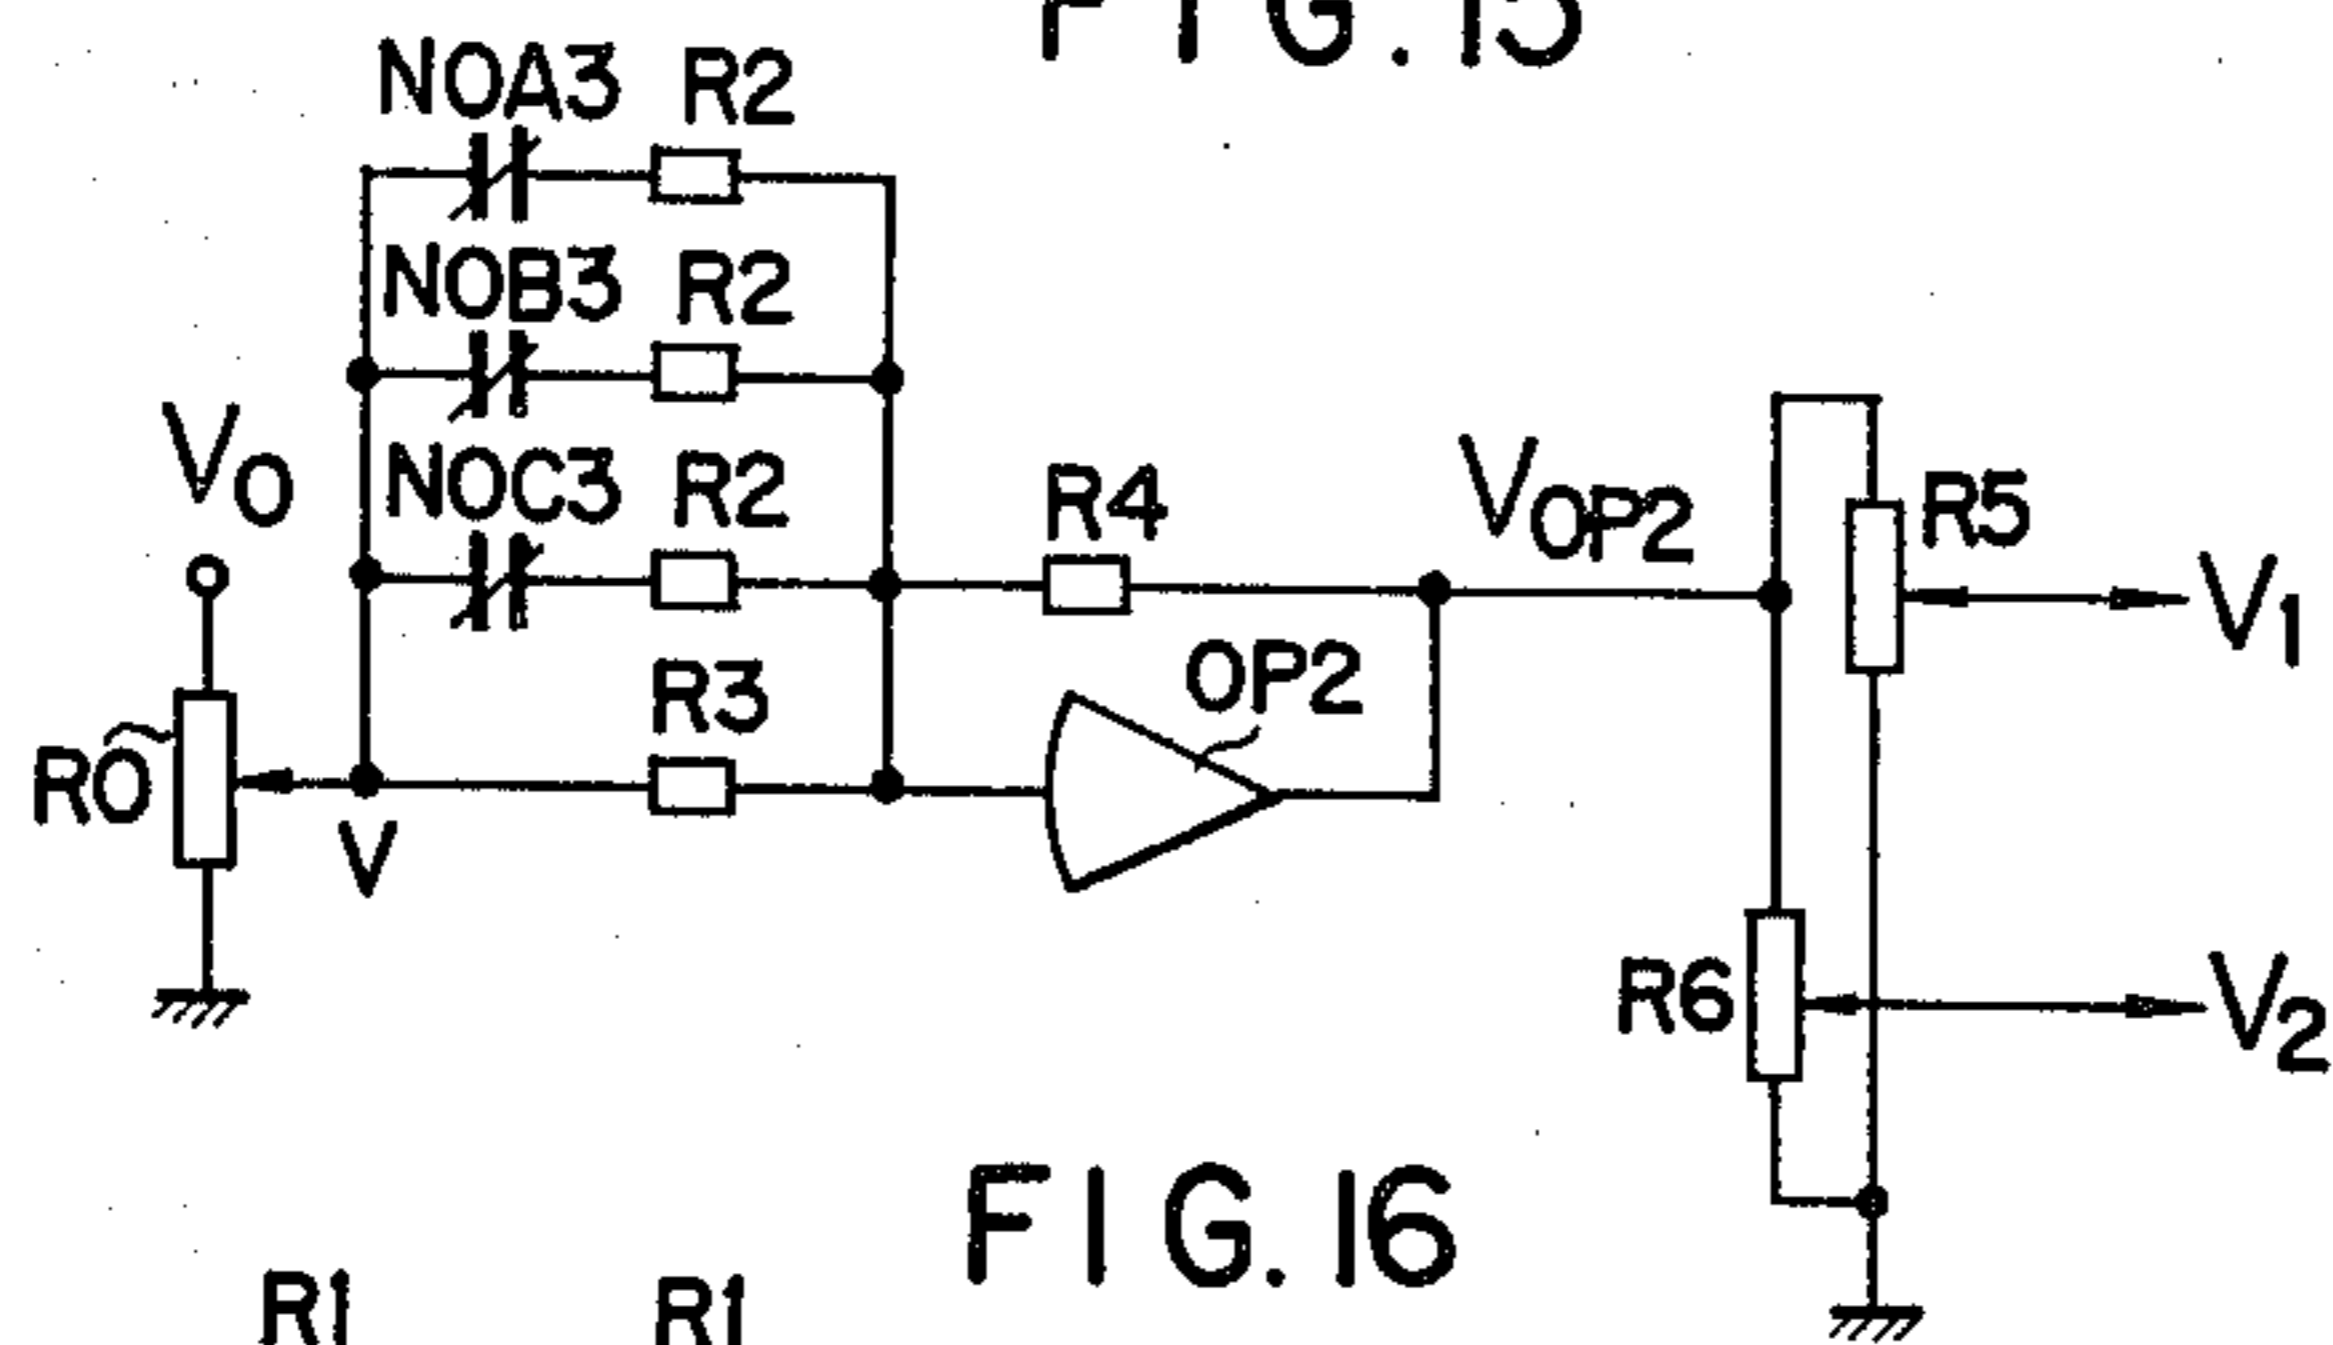 FIG.15
NOA3 R2
NOB3 R2
NOC3 R2
VO
R4
VOP2
R5
V1
R3
OP2
R0
V
R6
V2
FIG.16
R1 R1